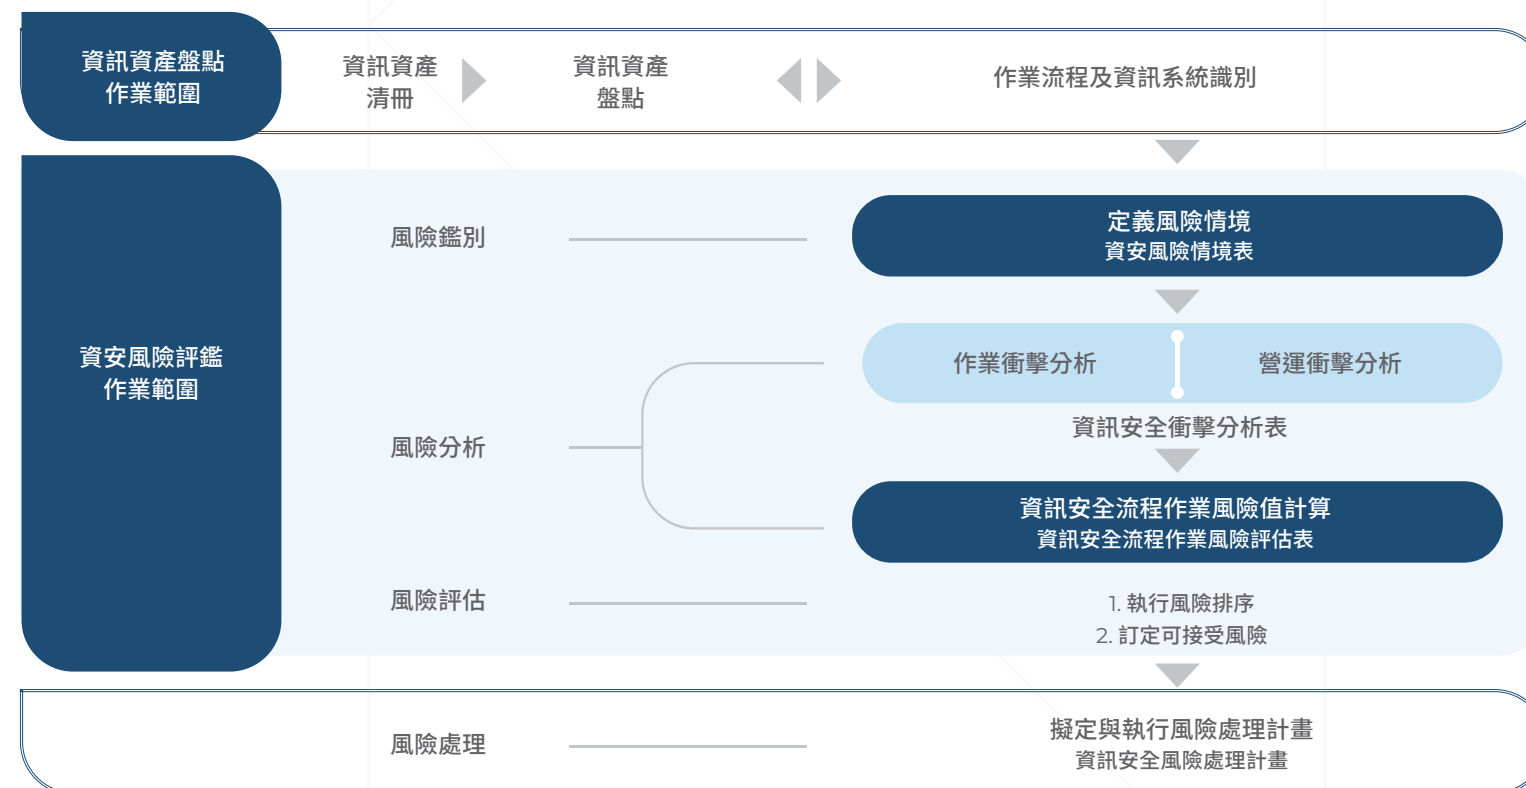 資訊資產盤點
作業範圍
資訊資產
清冊
資訊資產
盤點
作業流程及資訊系統識別
資安風險評鑑
作業範圍
風險鑑別
定義風險情境
資安風險情境表
風險分析
作業衝擊分析
營運衝擊分析
資訊安全衝擊分析表
資訊安全流程作業風險值計算
資訊安全流程作業風險評估表
風險評估
1. 執行風險排序
2. 訂定可接受風險
風險處理
擬定與執行風險處理計畫
資訊安全風險處理計畫